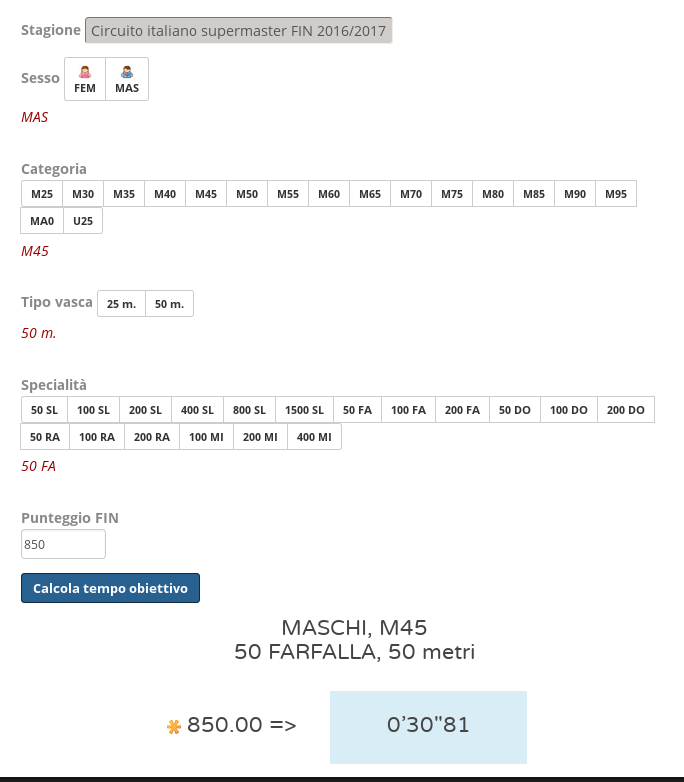 Stagione Circuito italiano supermaster FIN 2016/2017
Sesso FEM MAS
MAS
Categoria
M25 M30 M35 M40 M45 M50 M55 M60 M65 M70 M75 M80 M85 M90 M95
MA0 U25
M45
Tipo vasca 25 m. 50 m.
50 m.
Specialità
50 SL 100 SL 200 SL 400 SL 800 SL 1500 SL 50 FA 100 FA 200 FA 50 DO 100 DO 200 DO
50 RA 100 RA 200 RA 100 MI 200 MI 400 MI
50 FA
Punteggio FIN
850
Calcola tempo obiettivo
MASCHI, M45
50 FARFALLA, 50 metri
850.00 => 0'30"81